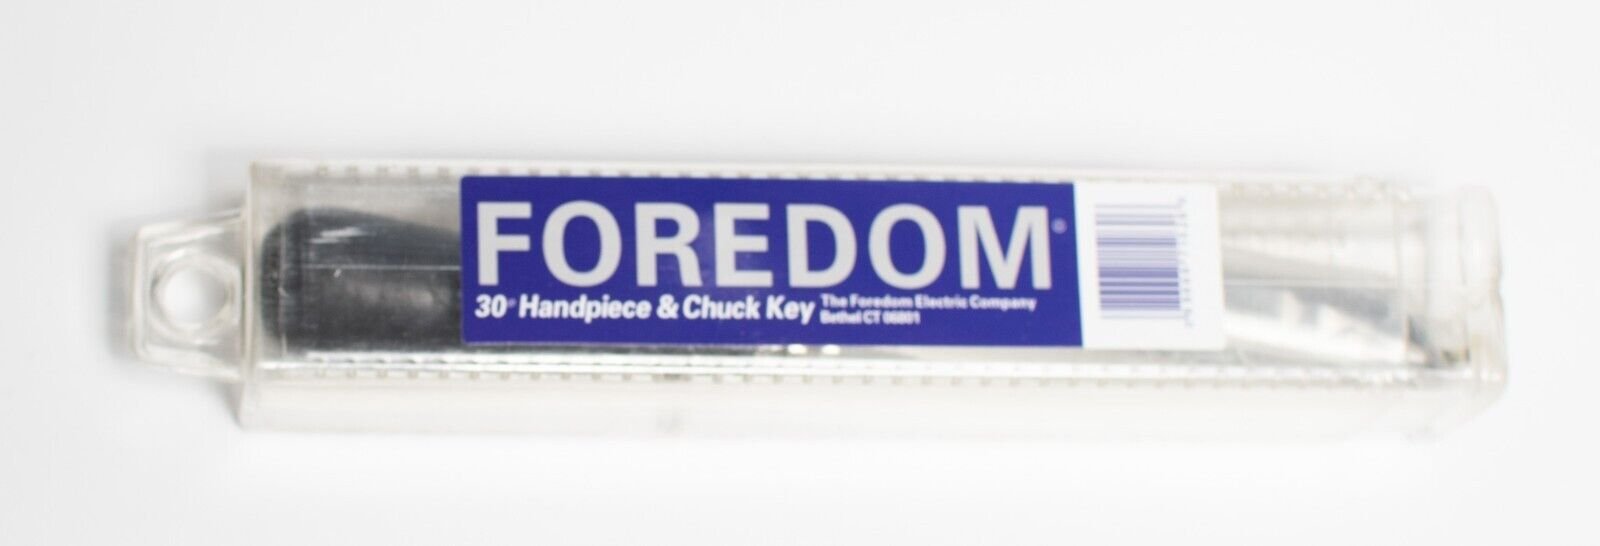 FOREDOM®
30® Handpiece & Chuck Key
The Foredom Electric Company
Bethel CT 06801